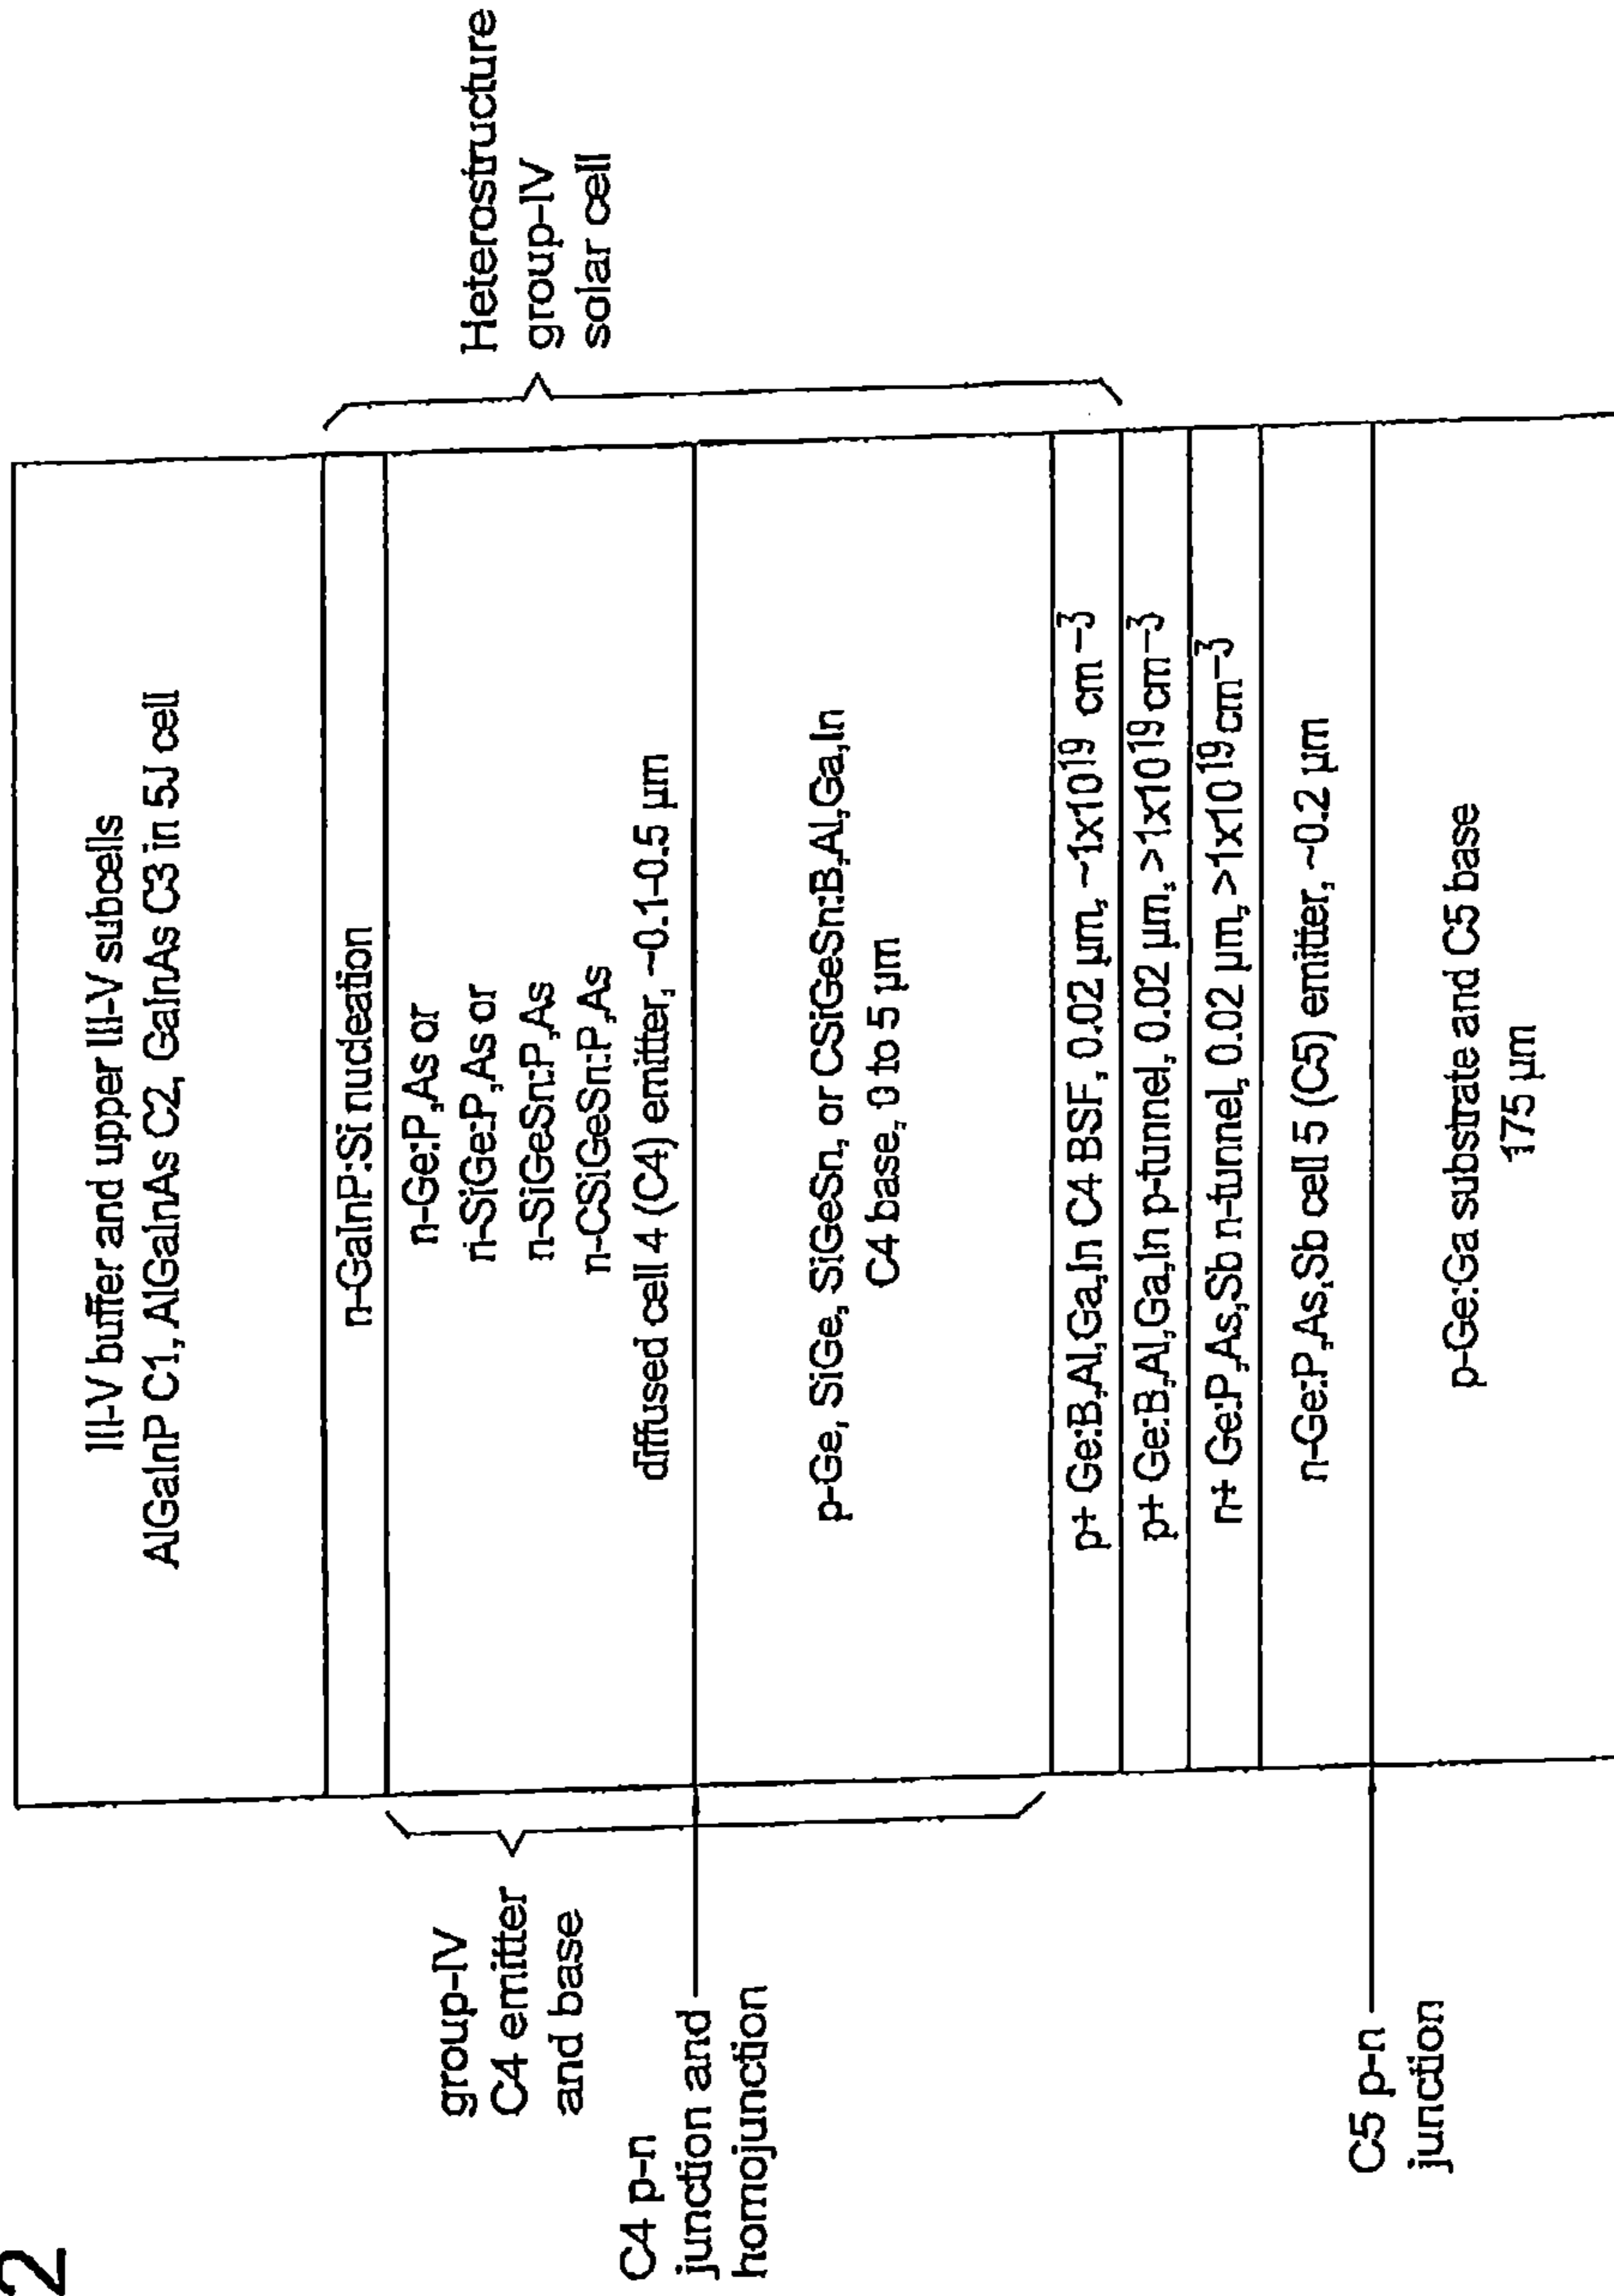 2
III-V buffer and upper III-V subcells
AlGaInP C1, AlGaInAs C2, GaInAs C3 in 5J cell
n-GaInP:Si nucleation
n-Ge:P,As or
n-SiGe:P,As or
n-SiGeSn:P,As
n-CSiGeSn:P,As
diffused cell 4 (C4) emitter, ~0.1-0.5 µm
p-Ge, SiGe, SiGeSn, or CSiGeSn:B,Al,Ga,In
C4 base, 0 to 5 µm
p+ Ge:B,Al,Ga,In C4 BSF, 0.02 µm, ~1x10¹⁹ cm⁻³
p+ Ge:B,Al,Ga,In p-tunnel, 0.02 µm, >1x10¹⁹ cm⁻³
n+ Ge:P,As,Sb n-tunnel, 0.02 µm, >1x10¹⁹ cm⁻³
n-Ge:P,As,Sb cell 5 (C5) emitter, ~0.2 µm
p-Ge:Ga substrate and C5 base
175 µm
group-IV
C4 emitter
and base
C4 p-n
junction and
homojunction
C5 p-n
junction
Heterostructure
group-IV
solar cell